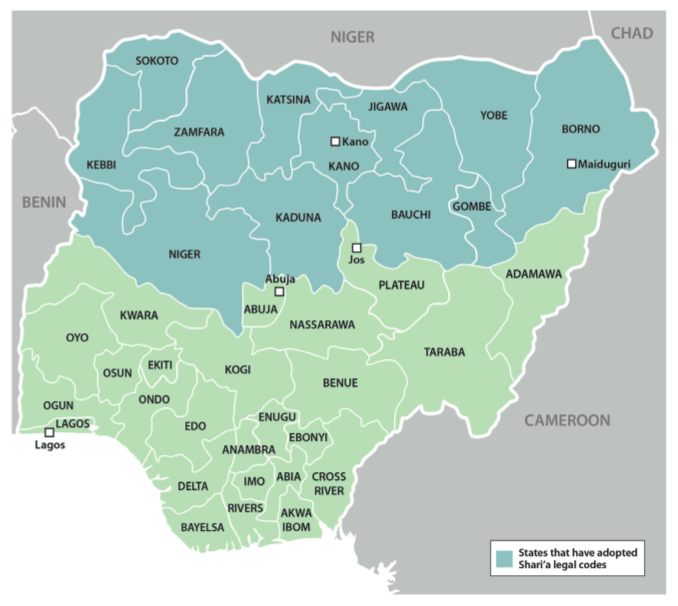 NIGER
CHAD
SOKOTO
KATSINA
JIGAWA
YOBE
BORNO
ZAMFARA
Kano
KANO
Maiduguri
KEBBI
BENIN
KADUNA
BAUCHI
GOMBE
NIGER
Jos
Abuja
ADAMAWA
PLATEAU
ABUJA
KWARA
NASSARAWA
OYO
TARABA
EKITI
OSUN
KOGI
BENUE
ONDO
OGUN
LAGOS
Lagos
EDO
ENUGU
EBONYI
CAMEROON
ANAMBRA
IMO
ABIA
CROSS
RIVER
DELTA
RIVERS
AKWA
IBOM
BAYELSA
States that have adopted
Shari'a legal codes